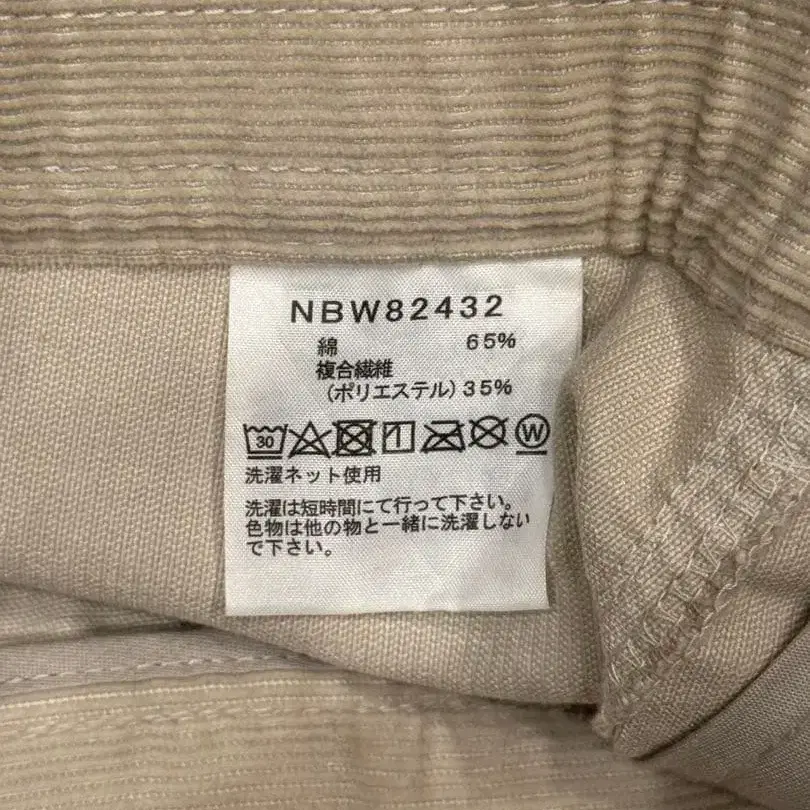 NBW82432
綿 65%
複合繊維
(ポリエステル)35%
30 W
洗濯ネット使用
洗濯は短時間にて行って下さい。
色物は他の物と一緒に洗濯しない
で下さい。